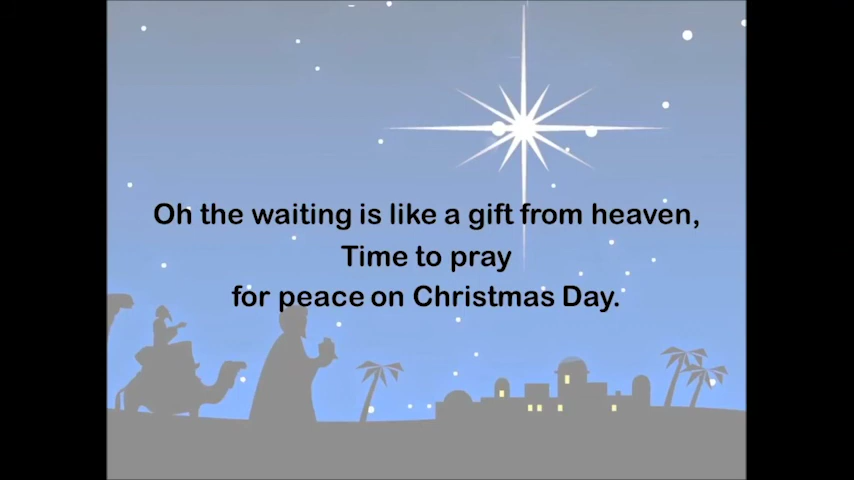 Oh the waiting is like a gift from heaven,
Time to pray
for peace on Christmas Day.